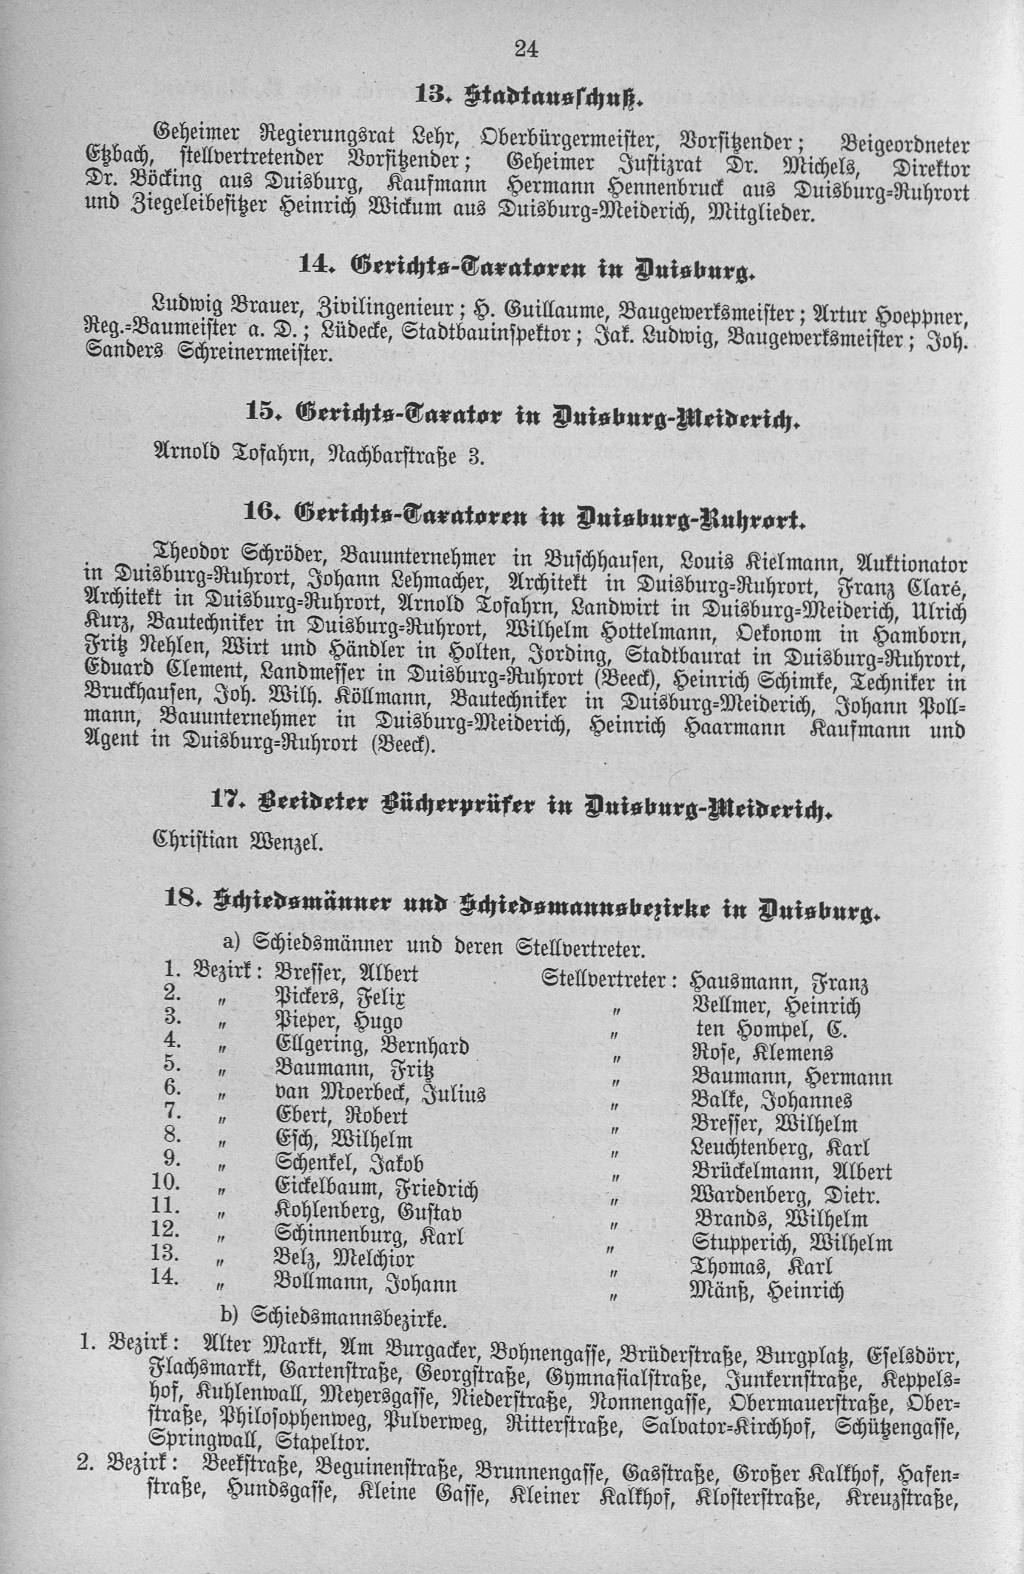 24
13. Stadtausschuß.
Geheimer Regierungsrat Lehr, Oberbürgermeister, Vorsitzender; Beigeordneter
Etzbach, stellvertretender Vorsitzender; Geheimer Justizrat Dr. Michels, Direktor
Dr. Böcking aus Duisburg, Kaufmann Hermann Hennenbruck aus Duisburg-Ruhrort
und Ziegeleibesitzer Heinrich Wickum aus Duisburg-Meiderich, Mitglieder.
14. Gerichts-Taxatoren in Duisburg.
Ludwig Brauer, Zivilingenieur; H. Guillaume, Baugewerksmeister; Artur Hoeppner,
Reg.-Baumeister a. D.; Lüdecke, Stadtbauinspektor; Jak. Ludwig, Baugewerksmeister; Joh.
Sanders Schreinermeister.
15. Gerichts-Taxator in Duisburg-Meiderich.
Arnold Tofahrn, Nachbarstraße 3.
16. Gerichts-Taxatoren in Duisburg-Ruhrort.
Theodor Schröder, Bauunternehmer in Buschhausen, Louis Kielmann, Auktionator
in Duisburg-Ruhrort, Johann Lehmacher, Architekt in Duisburg-Ruhrort, Franz Claré,
Architekt in Duisburg-Ruhrort, Arnold Tofahrn, Landwirt in Duisburg-Meiderich, Ulrich
Kurz, Bautechniker in Duisburg-Ruhrort, Wilhelm Hottelmann, Oekonom in Hamborn,
Fritz Nehlen, Wirt und Händler in Holten, Jording, Stadtbaurat in Duisburg-Ruhrort,
Eduard Clement, Landmesser in Duisburg-Ruhrort (Beeck), Heinrich Schimke, Techniker in
Bruckhausen, Joh. Wilh. Köllmann, Bautechniker in Duisburg-Meiderich, Johann Poll-
mann, Bauunternehmer in Duisburg-Meiderich, Heinrich Haarmann Kaufmann und
Agent in Duisburg-Ruhrort (Beeck).
17. Beeideter Bücherprüfer in Duisburg-Meiderich.
Christian Wenzel.
18. Schiedsmänner und Schiedsmannsbezirke in Duisburg.
a) Schiedsmänner und deren Stellvertreter.
1. Bezirk: Bresser, Albert Stellvertreter: Hausmann, Franz
2. „ Pickers, Felix „ Vellmer, Heinrich
3. „ Pieper, Hugo „ ten Hompel, C.
4. „ Ellgering, Bernhard „ Rose, Klemens
5. „ Baumann, Fritz „ Baumann, Hermann
6. „ van Moerbeck, Julius „ Balke, Johannes
7. „ Ebert, Robert „ Bresser, Wilhelm
8. „ Esch, Wilhelm „ Leuchtenberg, Karl
9. „ Schenkel, Jakob „ Brückelmann, Albert
10. „ Eickelbaum, Friedrich „ Wardenberg, Dietr.
11. „ Kohlenberg, Gustav „ Brands, Wilhelm
12. „ Schinnenburg, Karl „ Stupperich, Wilhelm
13. „ Belz, Melchior „ Thomas, Karl
14. „ Bollmann, Johann „ Mänß, Heinrich
b) Schiedsmannsbezirke.
1. Bezirk: Alter Markt, Am Burgacker, Bohnengasse, Brüderstraße, Burgplatz, Eselsdörr,
Flachsmarkt, Gartenstraße, Georgstraße, Gymnasialstraße, Junkernstraße, Keppels-
hof, Kuhlenwall, Meyersgasse, Niederstraße, Nonnengasse, Obermauerstraße, Ober-
straße, Philosophenweg, Pulverweg, Ritterstraße, Salvator-Kirchhof, Schützengasse,
Springwall, Stapeltor.
2. Bezirk: Beekstraße, Beguinenstraße, Brunnengasse, Gasstraße, Großer Kalkhof, Hafen-
straße, Hundsgasse, Kleine Gasse, Kleiner Kalkhof, Klosterstraße, Kreuzstraße,